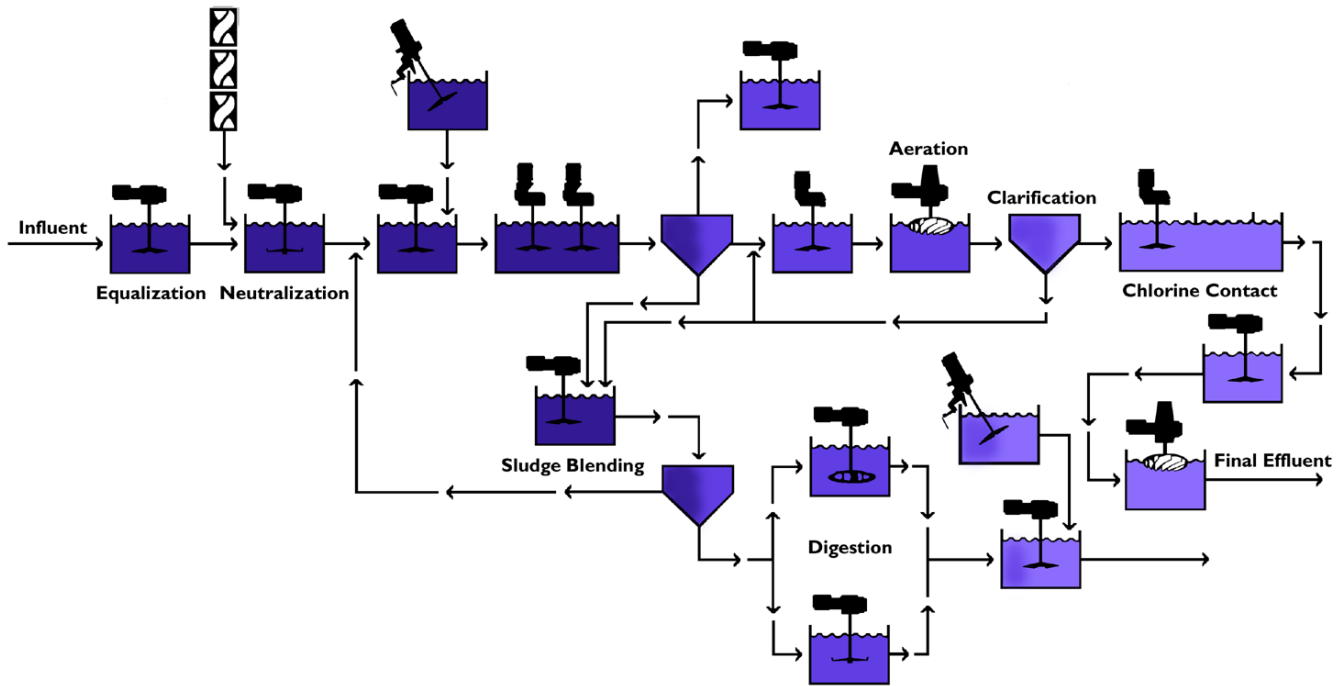 Aeration
Clarification
Influent
Equalization
Neutralization
Chlorine Contact
Sludge Blending
Final Effluent
Digestion